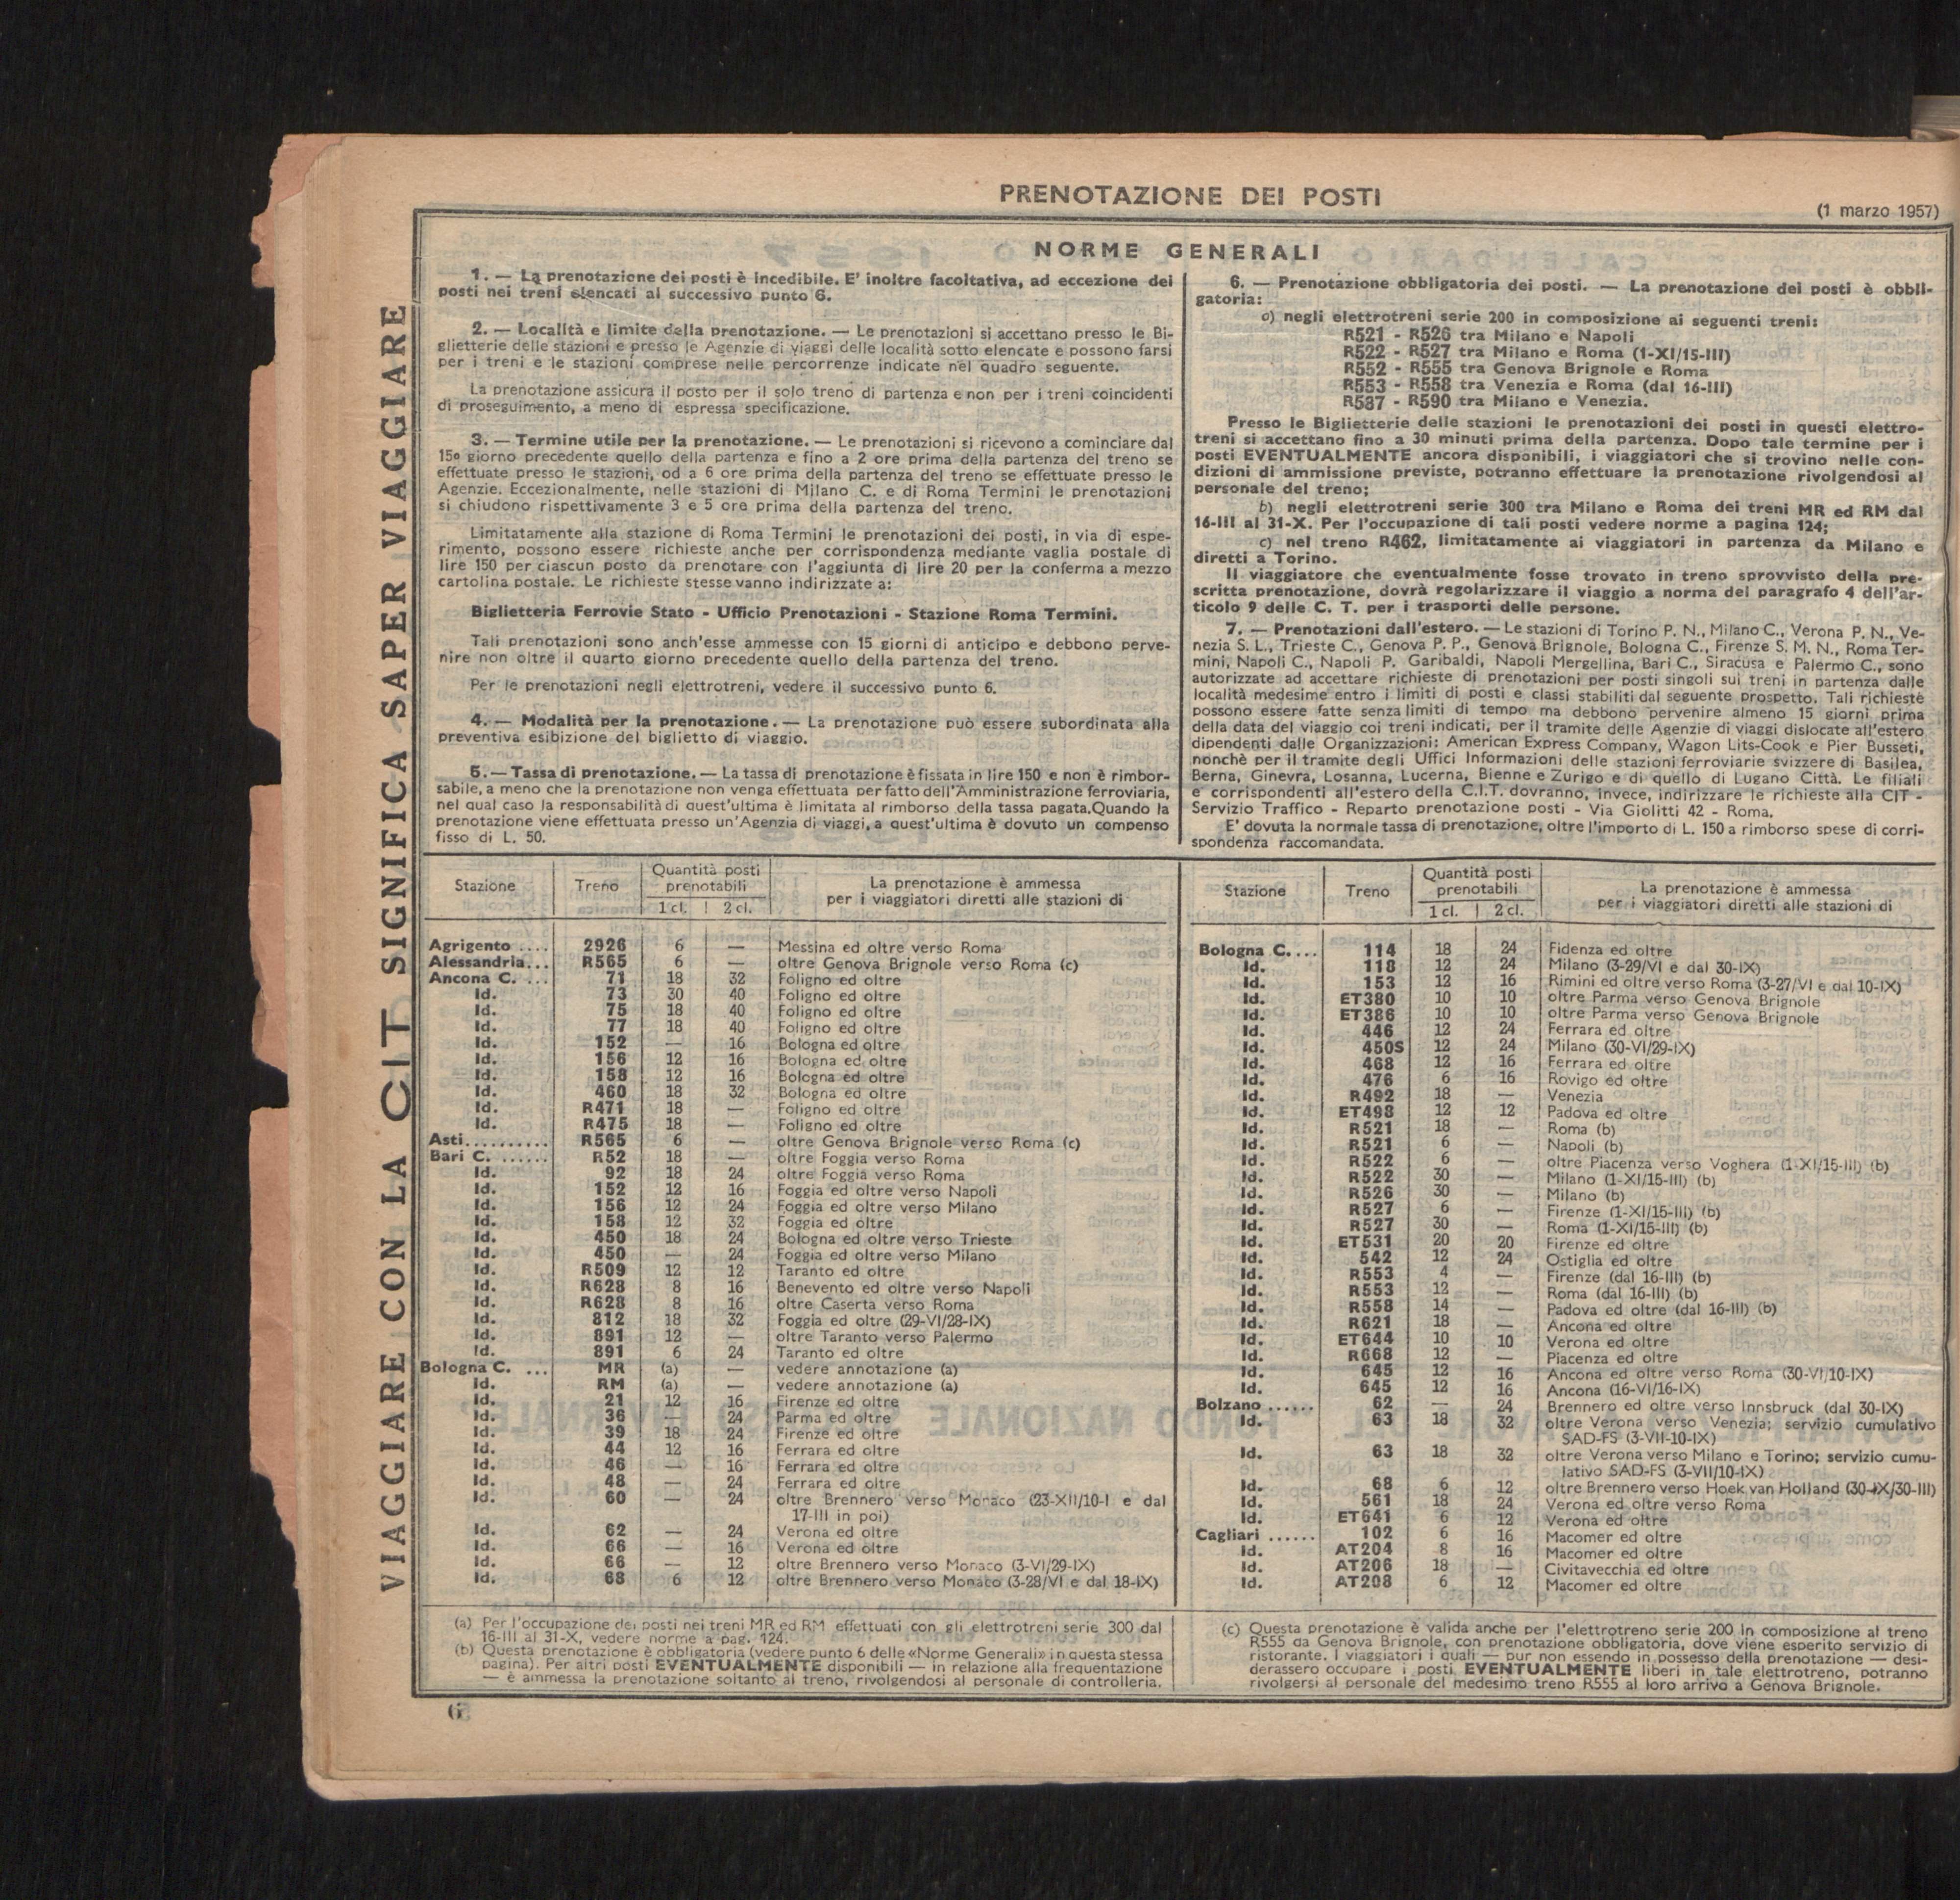 PRENOTAZIONE DEI POSTI
(1 marzo 1957)
VIAGGIARE CON LA CIT SIGNIFICA SAPER VIAGGIARE
NORME GENERALI
1. — La prenotazione dei posti è incedibile. E' inoltre facoltativa, ad eccezione dei
posti nei treni elencati al successivo punto 6.
2. — Località e limite della prenotazione. — Le prenotazioni si accettano presso le Bi-
glietterie delle stazioni e presso le Agenzie di viaggi delle località sotto elencate e possono farsi
per i treni e le stazioni comprese nelle percorrenze indicate nel quadro seguente.
La prenotazione assicura il posto per il solo treno di partenza e non per i treni coincidenti
di proseguimento, a meno di espressa specificazione.
3. — Termine utile per la prenotazione. — Le prenotazioni si ricevono a cominciare dal
15º giorno precedente quello della partenza e fino a 2 ore prima della partenza del treno se
effettuate presso le stazioni, od a 6 ore prima della partenza del treno se effettuate presso le
Agenzie. Eccezionalmente, nelle stazioni di Milano C. e di Roma Termini le prenotazioni
si chiudono rispettivamente 3 e 5 ore prima della partenza del treno.
Limitatamente alla stazione di Roma Termini le prenotazioni dei posti, in via di espe-
rimento, possono essere richieste anche per corrispondenza mediante vaglia postale di
lire 150 per ciascun posto da prenotare con l'aggiunta di lire 20 per la conferma a mezzo
cartolina postale. Le richieste stesse vanno indirizzate a:
Biglietteria Ferrovie Stato - Ufficio Prenotazioni - Stazione Roma Termini.
Tali prenotazioni sono anch'esse ammesse con 15 giorni di anticipo e debbono perve-
nire non oltre il quarto giorno precedente quello della partenza del treno.
Per le prenotazioni negli elettrotreni, vedere il successivo punto 6.
4. — Modalità per la prenotazione. — La prenotazione può essere subordinata alla
preventiva esibizione del biglietto di viaggio.
5. — Tassa di prenotazione. — La tassa di prenotazione è fissata in lire 150 e non è rimbor-
sabile, a meno che la prenotazione non venga effettuata per fatto dell'Amministrazione ferroviaria,
nel qual caso la responsabilità di quest'ultima è limitata al rimborso della tassa pagata. Quando la
prenotazione viene effettuata presso un'Agenzia di viaggi, a quest'ultima è dovuto un compenso
fisso di L. 50.
6. — Prenotazione obbligatoria dei posti. — La prenotazione dei posti è obbli-
gatoria:
a) negli elettrotreni serie 200 in composizione ai seguenti treni:
R521 - R526 tra Milano e Napoli
R522 - R527 tra Milano e Roma (1-XI/15-III)
R552 - R555 tra Genova Brignole e Roma
R553 - R558 tra Venezia e Roma (dal 16-III)
R587 - R590 tra Milano e Venezia.
Presso le Biglietterie delle stazioni le prenotazioni dei posti in questi elettro-
treni si accettano fino a 30 minuti prima della partenza. Dopo tale termine per i
posti EVENTUALMENTE ancora disponibili, i viaggiatori che si trovino nelle con-
dizioni di ammissione previste, potranno effettuare la prenotazione rivolgendosi al
personale del treno;
b) negli elettrotreni serie 300 tra Milano e Roma dei treni MR ed RM dal
16-III al 31-X. Per l'occupazione di tali posti vedere norme a pagina 124;
c) nel treno R462, limitatamente ai viaggiatori in partenza da Milano e
diretti a Torino.
Il viaggiatore che eventualmente fosse trovato in treno sprovvisto della pre-
scritta prenotazione, dovrà regolarizzare il viaggio a norma del paragrafo 4 dell'ar-
ticolo 9 delle C. T. per i trasporti delle persone.
7. — Prenotazioni dall'estero. — Le stazioni di Torino P. N., Milano C., Verona P. N., Ve-
nezia S. L., Trieste C., Genova P. P., Genova Brignole, Bologna C., Firenze S. M. N., Roma Ter-
mini, Napoli C., Napoli P. Garibaldi, Napoli Mergellina, Bari C., Siracusa e Palermo C., sono
autorizzate ad accettare richieste di prenotazioni per posti singoli sui treni in partenza dalle
località medesime entro i limiti di posti e classi stabiliti dal seguente prospetto. Tali richieste
possono essere fatte senza limiti di tempo ma debbono pervenire almeno 15 giorni prima
della data del viaggio coi treni indicati, per il tramite delle Agenzie di viaggi dislocate all'estero
dipendenti dalle Organizzazioni: American Express Company, Wagon Lits-Cook e Pier Busseti,
nonchè per il tramite degli Uffici Informazioni delle stazioni ferroviarie svizzere di Basilea,
Berna, Ginevra, Losanna, Lucerna, Bienne e Zurigo e di quello di Lugano Città. Le filiali
e corrispondenti all'estero della C.I.T. dovranno, invece, indirizzare le richieste alla CIT -
Servizio Traffico - Reparto prenotazione posti - Via Giolitti 42 - Roma.
E' dovuta la normale tassa di prenotazione, oltre l'importo di L. 150 a rimborso spese di corri-
spondenza raccomandata.
Stazione Treno Quantità posti prenotabili 1 cl. 2 cl. La prenotazione è ammessa per i viaggiatori diretti alle stazioni di
Agrigento .... 2926 6 — Messina ed oltre verso Roma
Alessandria... R565 6 — oltre Genova Brignole verso Roma (c)
Ancona C. ... 71 18 32 Foligno ed oltre
Id. 73 30 40 Foligno ed oltre
Id. 75 18 40 Foligno ed oltre
Id. 77 18 40 Foligno ed oltre
Id. 152 — 16 Bologna ed oltre
Id. 156 12 16 Bologna ed oltre
Id. 158 12 16 Bologna ed oltre
Id. 460 18 32 Bologna ed oltre
Id. R471 18 — Foligno ed oltre
Id. R475 18 — Foligno ed oltre
Asti.......... R565 6 — oltre Genova Brignole verso Roma (c)
Bari C. ...... R52 18 — oltre Foggia verso Roma
Id. 92 18 24 oltre Foggia verso Roma
Id. 152 12 16 Foggia ed oltre verso Napoli
Id. 156 12 24 Foggia ed oltre verso Milano
Id. 158 12 32 Foggia ed oltre
Id. 450 18 24 Bologna ed oltre verso Trieste
Id. 450 — 24 Foggia ed oltre verso Milano
Id. R509 12 12 Taranto ed oltre
Id. R628 8 16 Benevento ed oltre verso Napoli
Id. R628 8 16 oltre Caserta verso Roma
Id. 812 18 32 Foggia ed oltre (29-VI/28-IX)
Id. 891 12 — oltre Taranto verso Palermo
Id. 891 6 24 Taranto ed oltre
Bologna C. ... MR (a) — vedere annotazione (a)
Id. RM (a) — vedere annotazione (a)
Id. 21 12 16 Firenze ed oltre
Id. 36 — 24 Parma ed oltre
Id. 39 18 24 Firenze ed oltre
Id. 44 12 16 Ferrara ed oltre
Id. 46 — 16 Ferrara ed oltre
Id. 48 — 24 Ferrara ed oltre
Id. 60 — 24 oltre Brennero verso Monaco (23-XII/10-I e dal
17-III in poi)
Id. 62 — 24 Verona ed oltre
Id. 66 — 16 Verona ed oltre
Id. 66 — 12 oltre Brennero verso Monaco (3-VI/29-IX)
Id. 68 6 12 oltre Brennero verso Monaco (3-28/VI e dal 18-IX)
Stazione Treno Quantità posti prenotabili 1 cl. 2 cl. La prenotazione è ammessa per i viaggiatori diretti alle stazioni di
Bologna C.... 114 18 24 Fidenza ed oltre
Id. 118 12 24 Milano (3-29/VI e dal 30-IX)
Id. 153 12 16 Rimini ed oltre verso Roma (3-27/VI e dal 10-IX)
Id. ET380 10 10 oltre Parma verso Genova Brignole
Id. ET386 10 10 oltre Parma verso Genova Brignole
Id. 446 12 24 Ferrara ed oltre
Id. 450S 12 24 Milano (30-VI/29-IX)
Id. 468 12 16 Ferrara ed oltre
Id. 476 6 16 Rovigo ed oltre
Id. R492 18 — Venezia
Id. ET498 12 12 Padova ed oltre
Id. R521 18 — Roma (b)
Id. R521 6 — Napoli (b)
Id. R522 6 — oltre Piacenza verso Voghera (1-XI/15-III) (b)
Id. R522 30 — Milano (1-XI/15-III) (b)
Id. R526 30 — Milano (b)
Id. R527 6 — Firenze (1-XI/15-III) (b)
Id. R527 30 — Roma (1-XI/15-III) (b)
Id. ET531 20 20 Firenze ed oltre
Id. 542 12 24 Ostiglia ed oltre
Id. R553 4 — Firenze (dal 16-III) (b)
Id. R553 12 — Roma (dal 16-III) (b)
Id. R558 14 — Padova ed oltre (dal 16-III) (b)
Id. R621 18 — Ancona ed oltre
Id. ET644 10 10 Verona ed oltre
Id. R668 12 — Piacenza ed oltre
Id. 645 12 16 Ancona ed oltre verso Roma (30-VI/10-IX)
Id. 645 12 16 Ancona (16-VI/16-IX)
Bolzano ...... 62 — 24 Brennero ed oltre verso Innsbruck (dal 30-IX)
Id. 63 18 32 oltre Verona verso Venezia; servizio cumulativo
SAD-FS (3-VII-10-IX)
Id. 63 18 32 oltre Verona verso Milano e Torino; servizio cumu-
lativo SAD-FS (3-VII/10-IX)
Id. 68 6 12 oltre Brennero verso Hoek van Holland (30-IX/30-III)
Id. 561 18 24 Verona ed oltre verso Roma
Id. ET641 6 12 Verona ed oltre
Cagliari ...... 102 6 16 Macomer ed oltre
Id. AT204 8 16 Macomer ed oltre
Id. AT206 18 — Civitavecchia ed oltre
Id. AT208 6 12 Macomer ed oltre
(a) Per l'occupazione dei posti nei treni MR ed RM effettuati con gli elettrotreni serie 300 dal
16-III al 31-X, vedere norme a pag. 124.
(b) Questa prenotazione è obbligatoria (vedere punto 6 delle «Norme Generali» in questa stessa
pagina). Per altri posti EVENTUALMENTE disponibili — in relazione alla frequentazione
— è ammessa la prenotazione soltanto al treno, rivolgendosi al personale di controlleria.
(c) Questa prenotazione è valida anche per l'elettrotreno serie 200 in composizione al treno
R555 da Genova Brignole, con prenotazione obbligatoria, dove viene esperito servizio di
ristorante. I viaggiatori i quali — pur non essendo in possesso della prenotazione — desi-
derassero occupare i posti EVENTUALMENTE liberi in tale elettrotreno, potranno
rivolgersi al personale del medesimo treno R555 al loro arrivo a Genova Brignole.
6